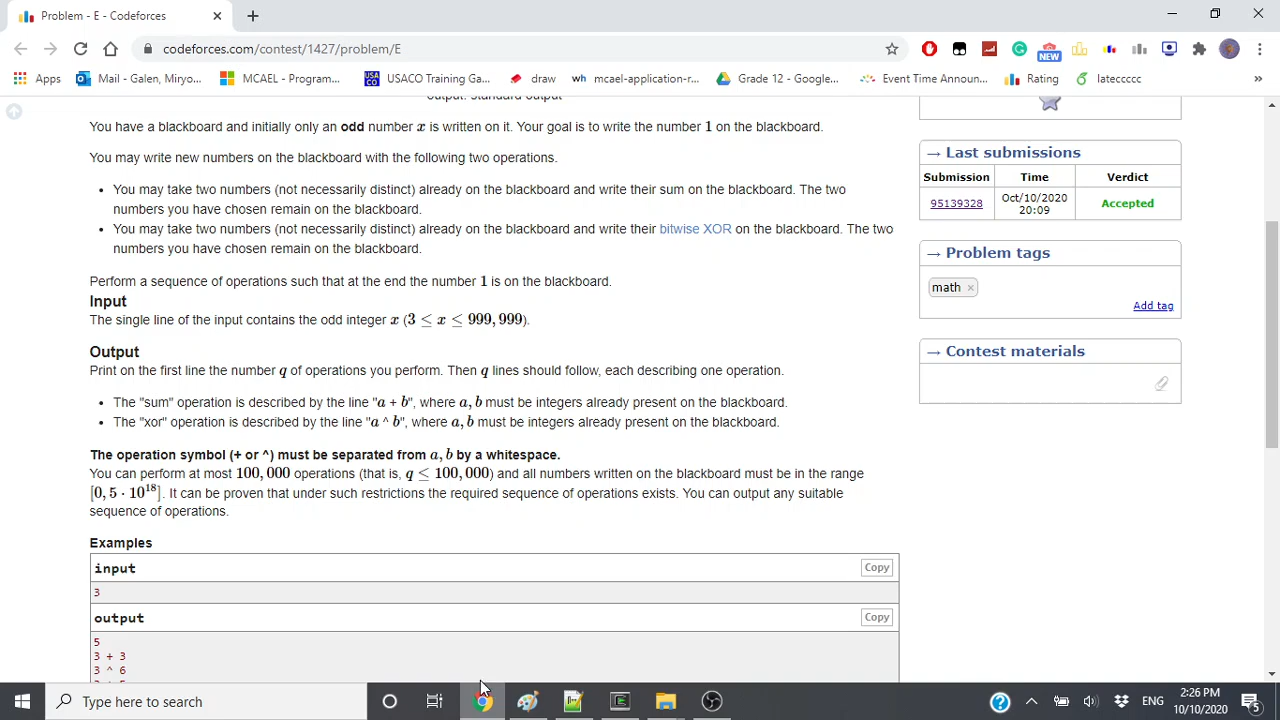 Problem - E - Codeforces
codeforces.com/contest/1427/problem/E
NEW
Apps
Mail - Galen, Miryo...
MCAEL - Program...
USACO
USACO Training Ga...
draw
wh mcael-application-r...
Grade 12 - Google...
Event Time Announ...
Rating
lateccccc
»
output: standard output
You have a blackboard and initially only an odd number x is written on it. Your goal is to write the number 1 on the blackboard.
You may write new numbers on the blackboard with the following two operations.
• You may take two numbers (not necessarily distinct) already on the blackboard and write their sum on the blackboard. The two
numbers you have chosen remain on the blackboard.
• You may take two numbers (not necessarily distinct) already on the blackboard and write their bitwise XOR on the blackboard. The two
numbers you have chosen remain on the blackboard.
Perform a sequence of operations such that at the end the number 1 is on the blackboard.
Input
The single line of the input contains the odd integer x (3 ≤ x ≤ 999,999).
Output
Print on the first line the number q of operations you perform. Then q lines should follow, each describing one operation.
• The "sum" operation is described by the line "a + b", where a, b must be integers already present on the blackboard.
• The "xor" operation is described by the line "a ^ b", where a, b must be integers already present on the blackboard.
The operation symbol (+ or ^) must be separated from a, b by a whitespace.
You can perform at most 100,000 operations (that is, q ≤ 100,000) and all numbers written on the blackboard must be in the range
[0, 5 · 10^18]. It can be proven that under such restrictions the required sequence of operations exists. You can output any suitable
sequence of operations.
Examples
input
Copy
3
output
Copy
5
3 + 3
3 ^ 6
→ Last submissions
Submission Time Verdict
95139328 Oct/10/2020 20:09 Accepted
→ Problem tags
math ×
Add tag
→ Contest materials
Type here to search
ENG
2:26 PM
10/10/2020
5